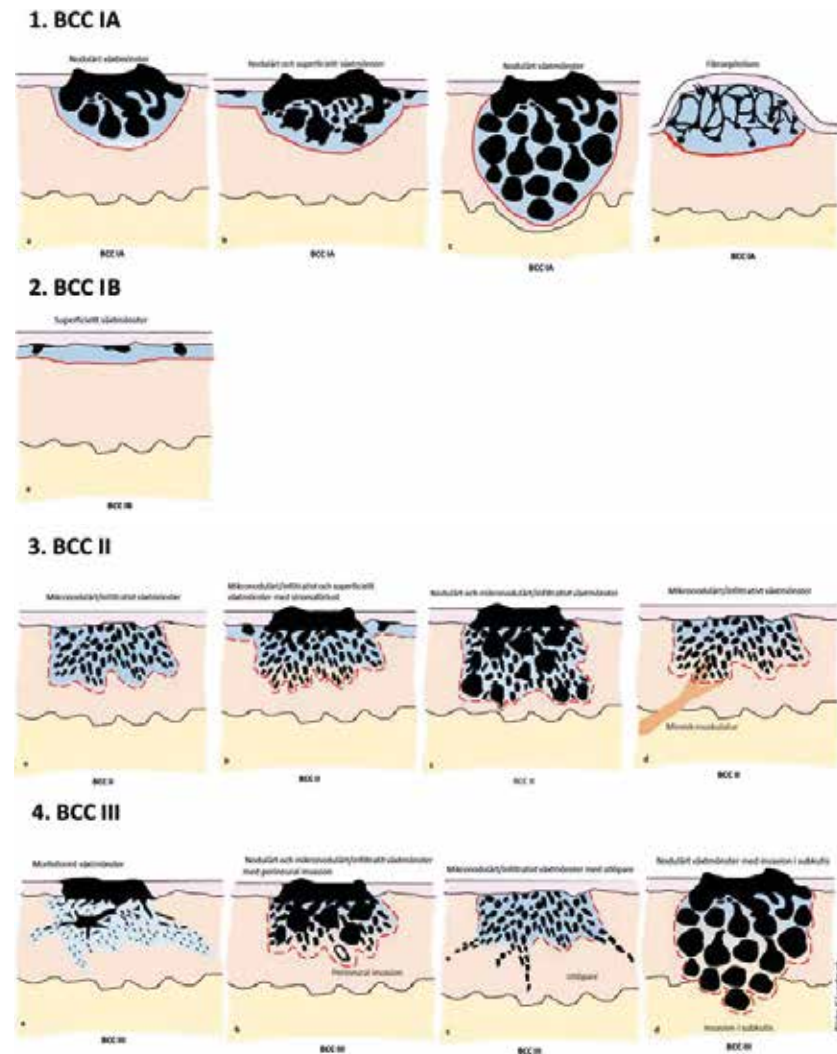 1. BCC IA
Nodulärt växtmönster
Nodulärt och superficiellt växtmönster
Nodulärt växtmönster
Fibroepiteliom
a
b
c
d
BCC IA
BCC IA
BCC IA
BCC IA
2. BCC IB
Superficiellt växtmönster
BCC IB
3. BCC II
Mikronodulärt/infiltrativt växtmönster
Mikronodulärt/infiltrativt och superficiellt
växtmönster med
Nodulärt och mikronodulärt/infiltrativt växtmönster
Mikronodulärt/infiltrativt växtmönster
b
c
d
BCC II
BCC II
BCC II
BCC II
4. BCC III
växtmönster
Nodulärt och mikronodulärt/infiltrativt växtmönster
med perineural invasion
Mikronodulärt/infiltrativt växtmönster med utlöpare
Nodulärt växtmönster med invasion i subkutis
Perineural invasion
Utlöpare
Invasion i subkutis
a
b
c
d
BCC III
BCC III
BCC III
BCC III